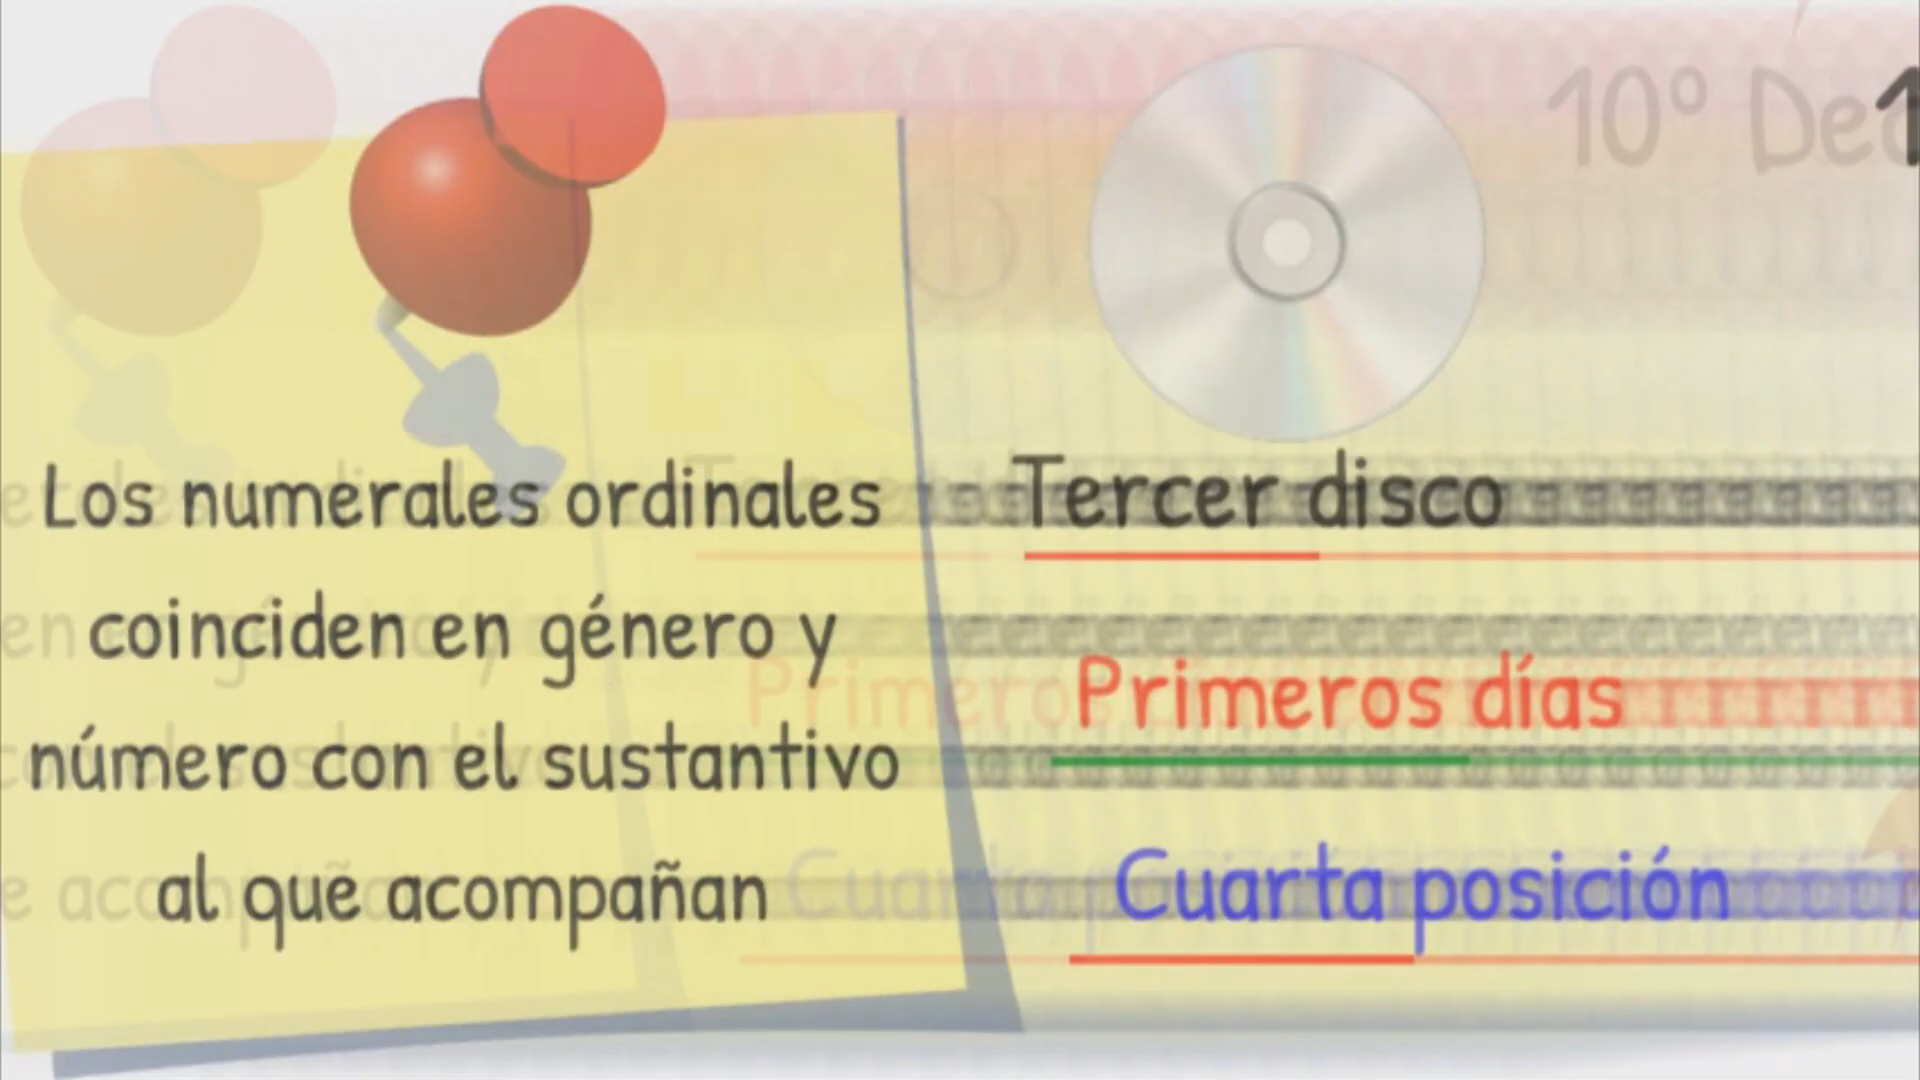 10º
Los numerales ordinales
coinciden en género y
número con el sustantivo
al que acompañan
Tercer disco
Primeros días
Cuarta posición